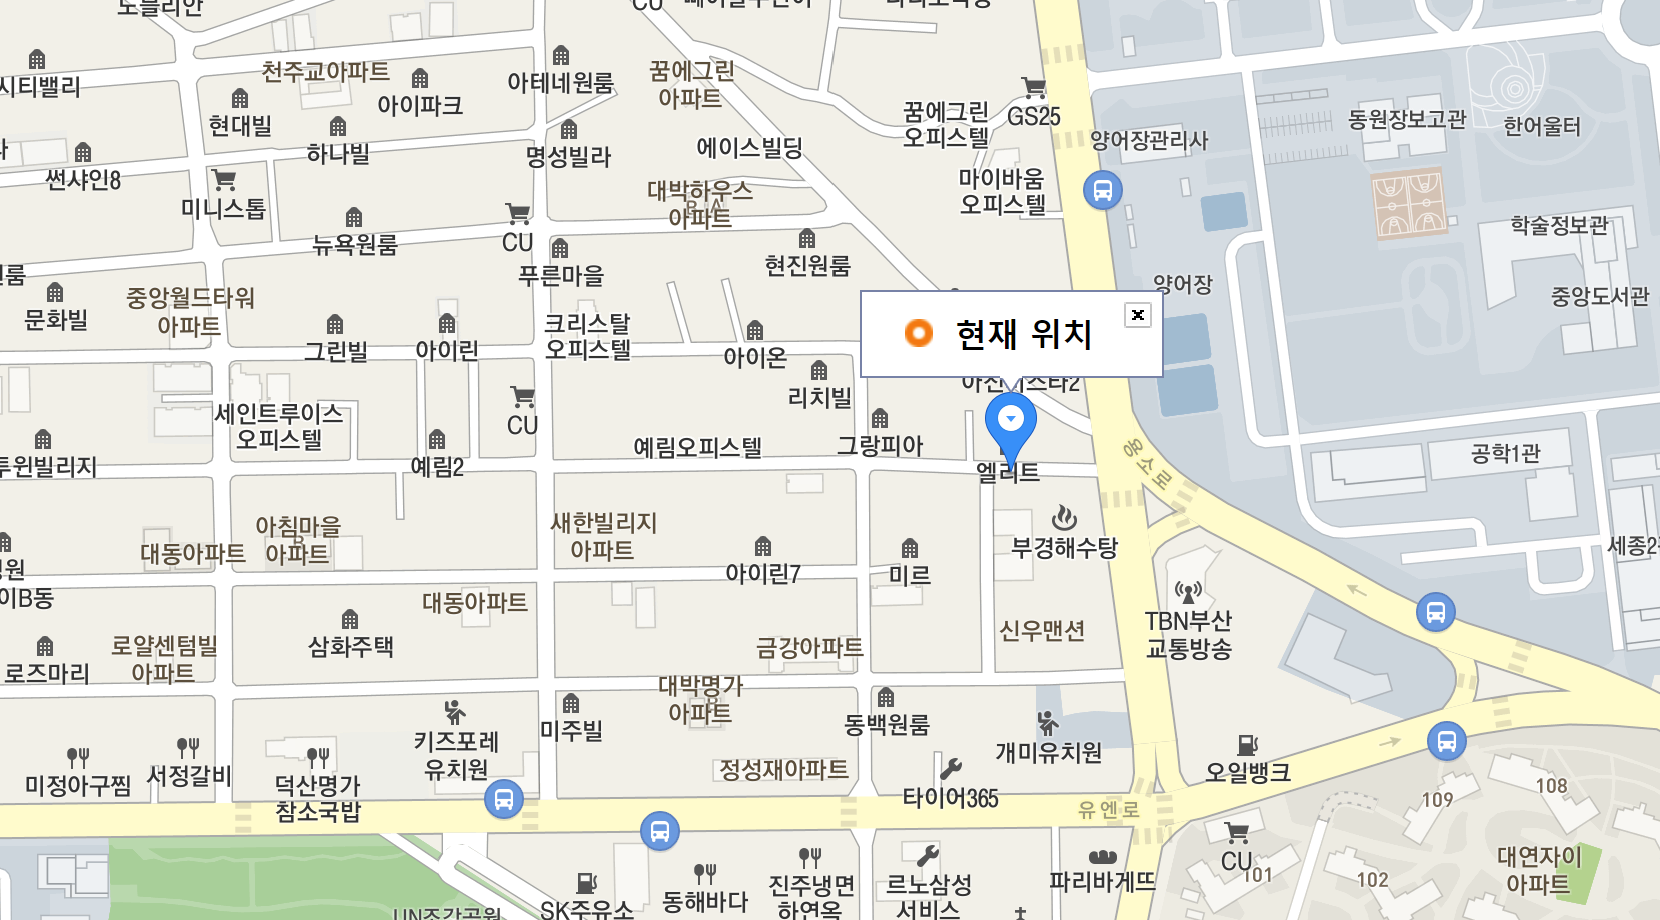 노블리안
CU
시티밸리
천주교아파트
아이파크
아테네원룸
꿈에그린
아파트
꿈에그린
오피스텔
GS25
현대빌
하나빌
명성빌라
에이스빌딩
양어장관리사
동원장보고관
한어울터
썬샤인8
미니스톱
대박하우스
아파트
마이바움
오피스텔
학술정보관
뉴욕원룸
CU
푸른마을
현진원룸
양어장
중앙도서관
문화빌
중앙월드타워
아파트
그린빌
아이린
크리스탈
오피스텔
아이온
현재 위치
리치빌
세인트루이스
오피스텔
CU
예림오피스텔
그랑피아
엘리트
용소로
공학1관
투윈빌리지
예림2
아침마을
아파트
B
대동아파트
새한빌리지
아파트
아이린7
미르
부경해수탕
이B동
대동아파트
TBN부산
교통방송
로즈마리
로얄센텀빌
아파트
삼화주택
금강아파트
신우맨션
대박명가
아파트
키즈포레
유치원
미주빌
동백원룸
개미유치원
오일뱅크
미정아구찜
서정갈비
덕산명가
참소국밥
정성재아파트
타이어365
유엔로
109
108
CU
101
102
대연자이
아파트
SK주유소
동해바다
진주냉면
하연옥
르노삼성
서비스
파리바게뜨
UN조각공원